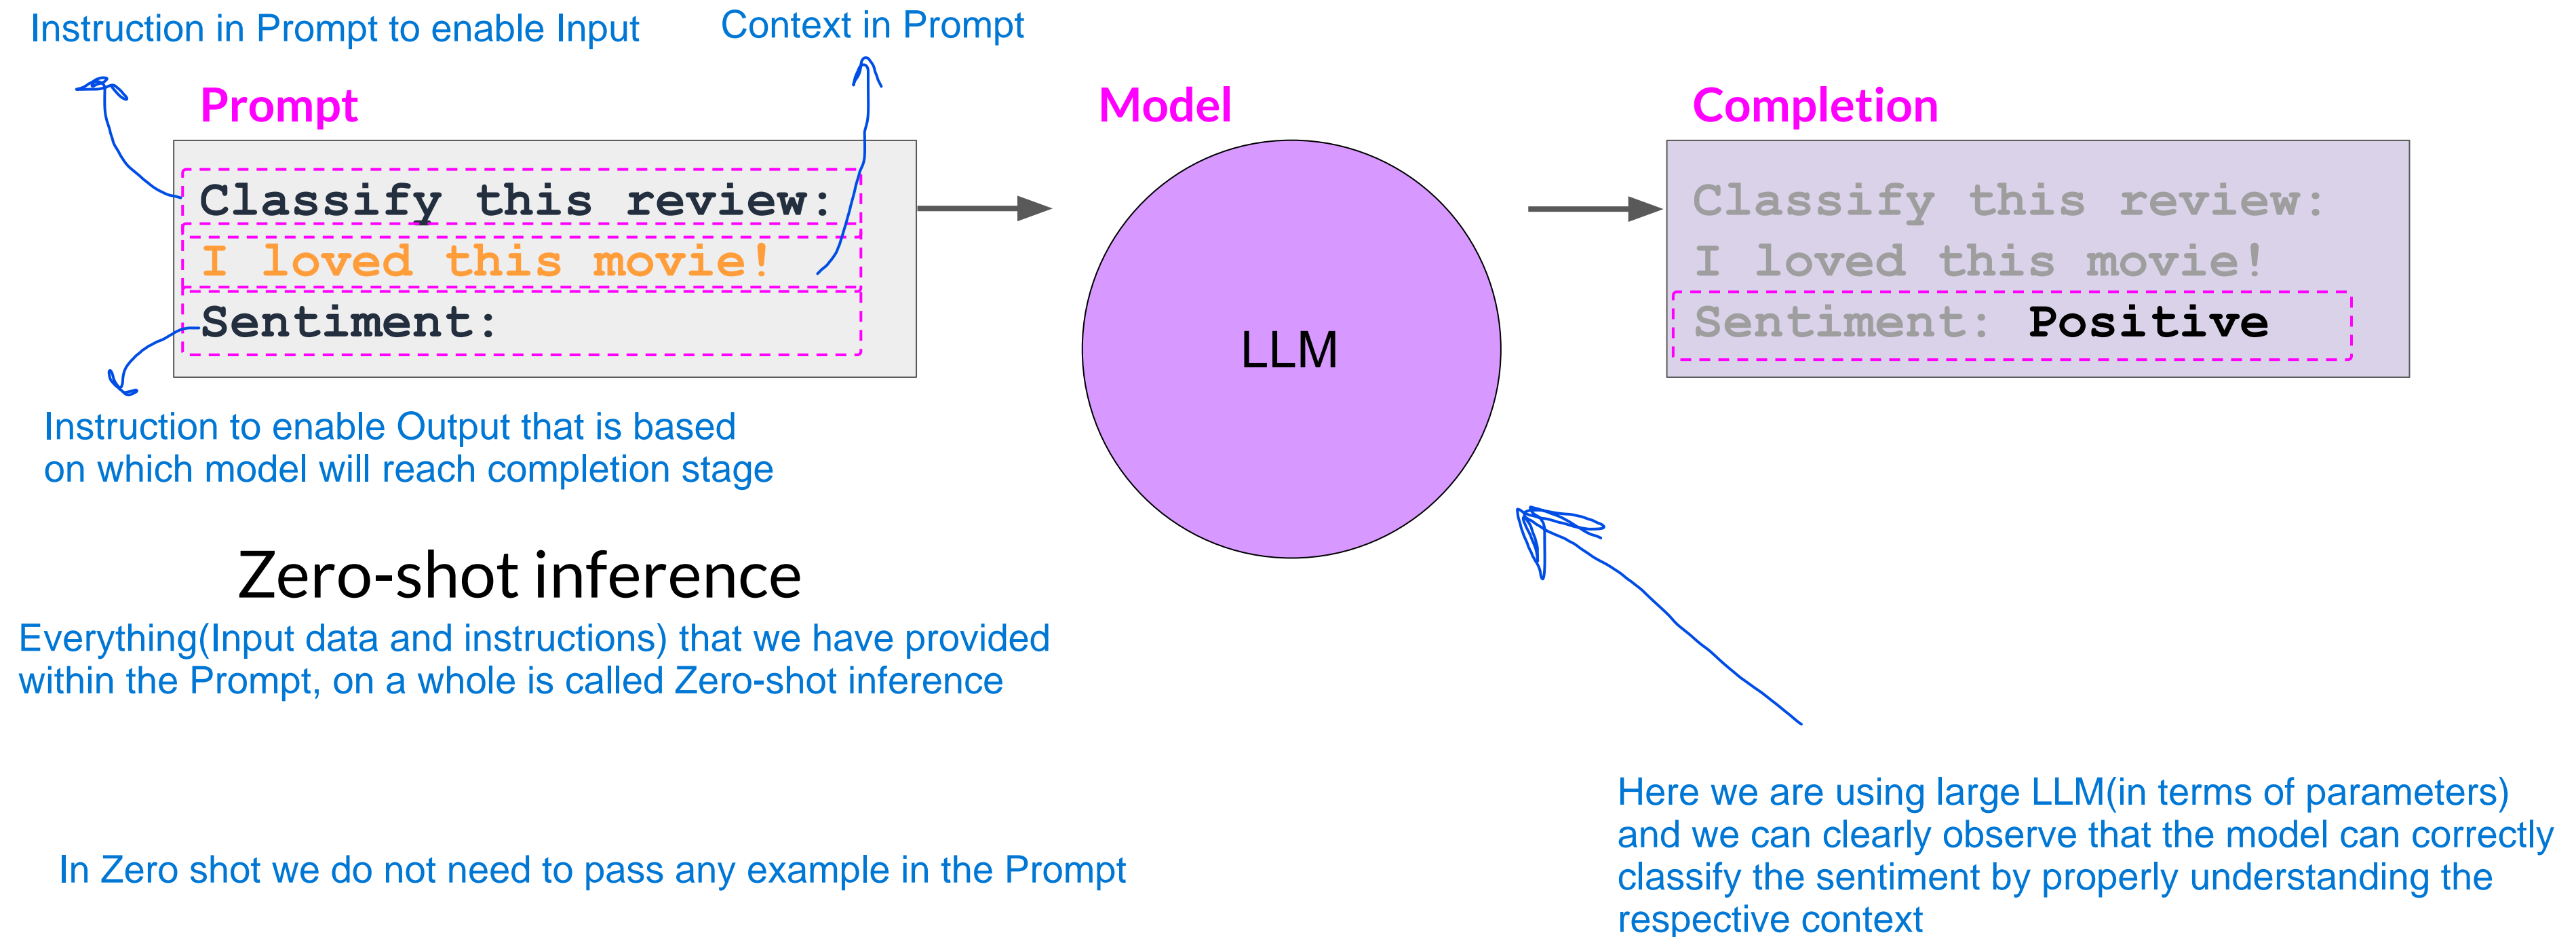 Instruction in Prompt to enable Input
Context in Prompt
Prompt
Classify this review:
I loved this movie!
Sentiment:
Instruction to enable Output that is based
on which model will reach completion stage
Model
LLM
Completion
Classify this review:
I loved this movie!
Sentiment: Positive
Zero-shot inference
Everything(Input data and instructions) that we have provided
within the Prompt, on a whole is called Zero-shot inference
In Zero shot we do not need to pass any example in the Prompt
Here we are using large LLM(in terms of parameters)
and we can clearly observe that the model can correctly
classify the sentiment by properly understanding the
respective context